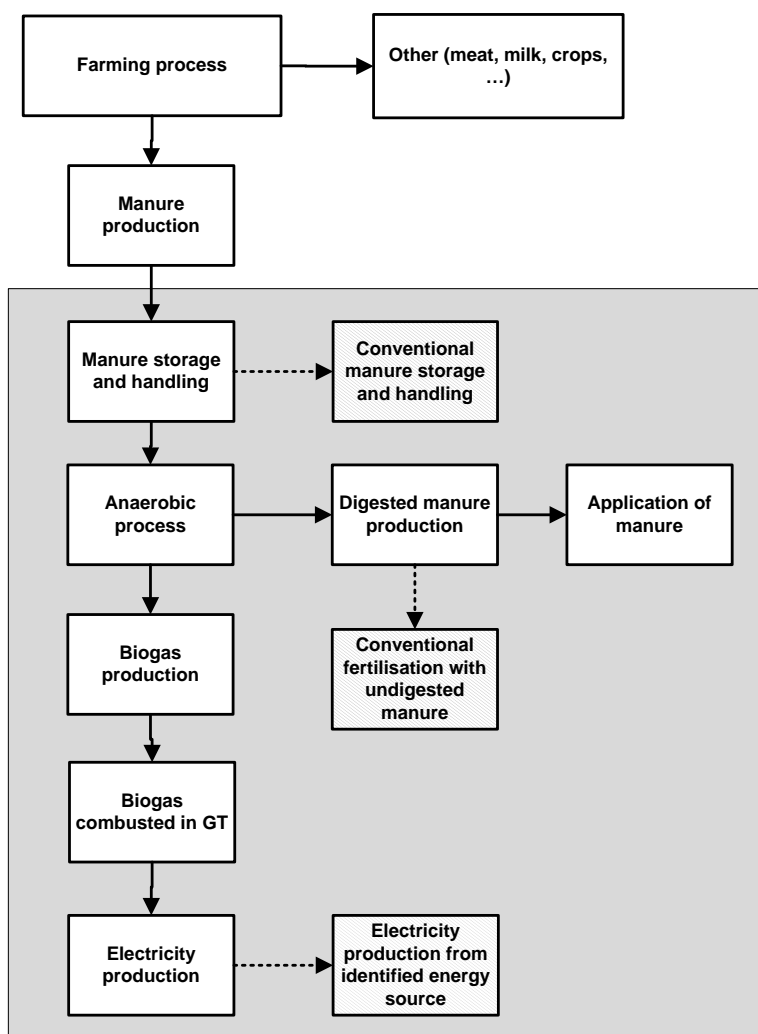 Farming process
Other (meat, milk, crops,
…)
Manure
production
Manure storage
and handling
Conventional
manure storage
and handling
Anaerobic
process
Digested manure
production
Application of
manure
Biogas
production
Conventional
fertilisation with
undigested
manure
Biogas
combusted in GT
Electricity
production
Electricity
production from
identified energy
source